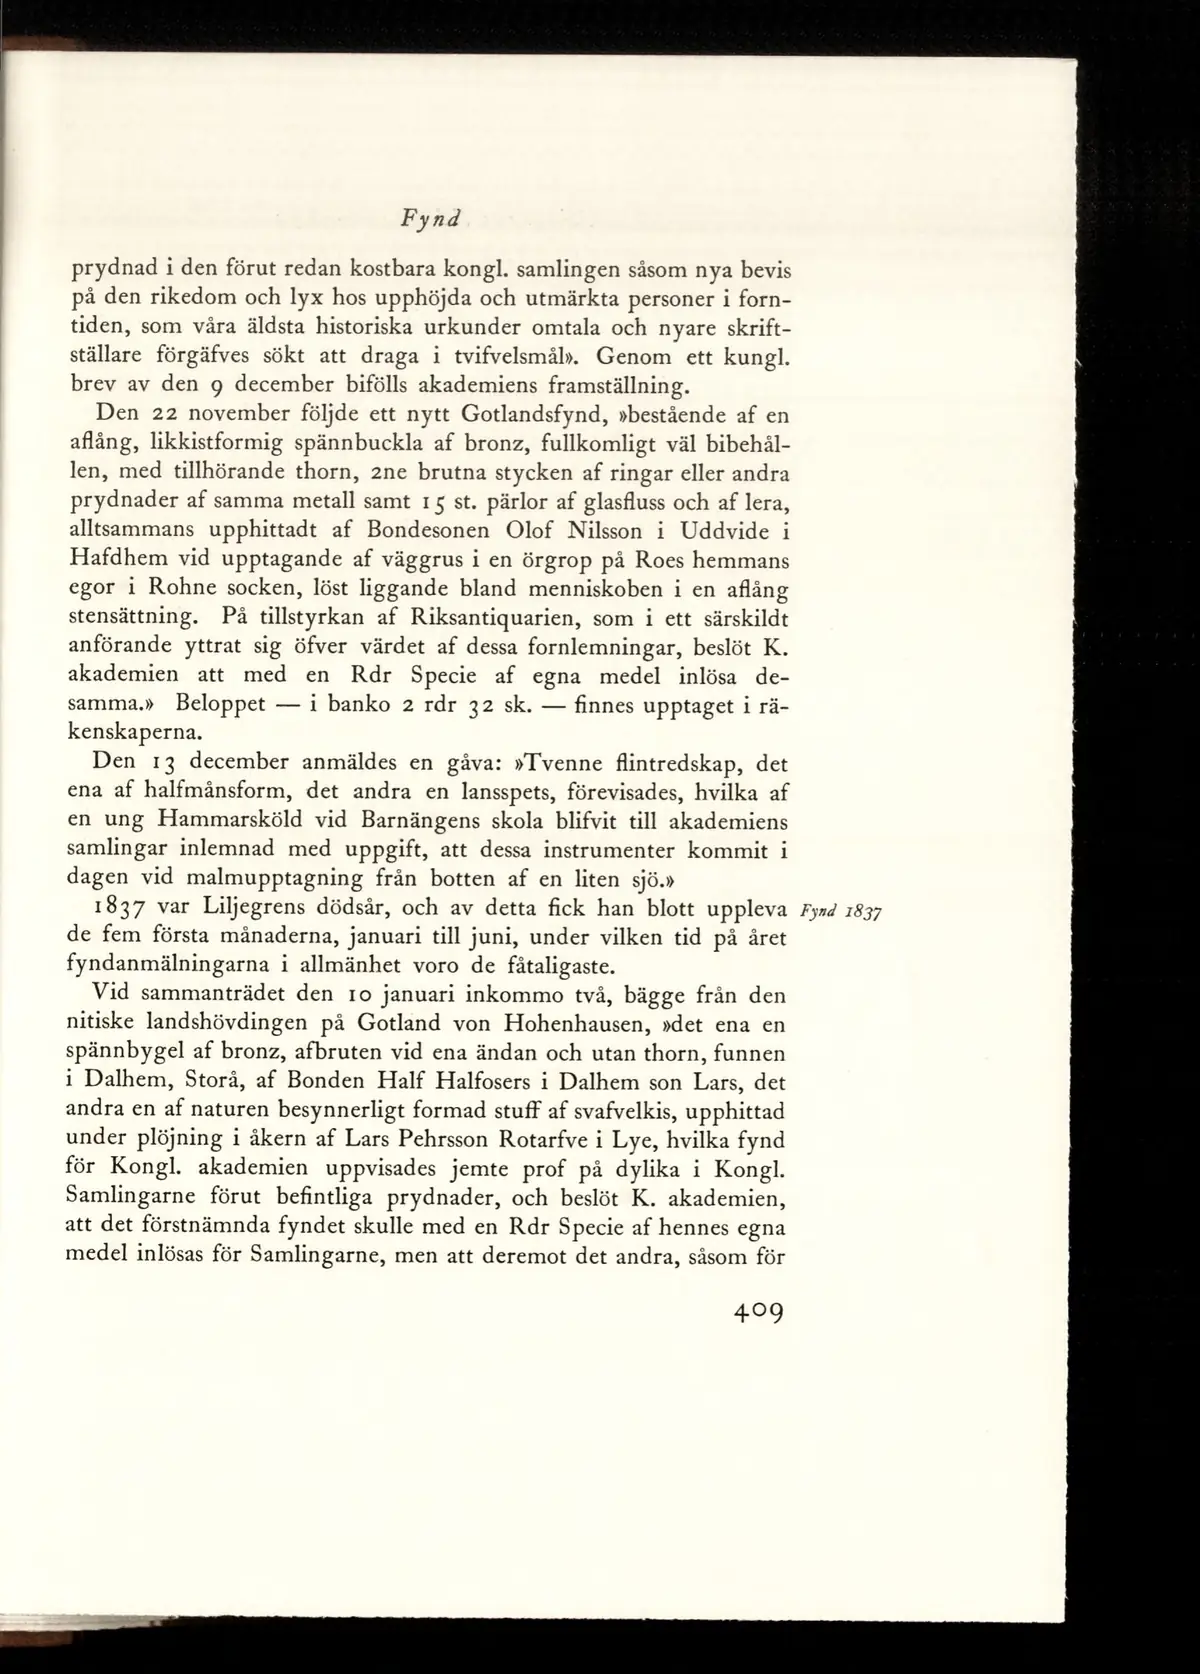 Fynd
prydnad i den förut redan kostbara kongl. samlingen såsom nya bevis
på den rikedom och lyx hos upphöjda och utmärkta personer i forn-
tiden, som våra äldsta historiska urkunder omtala och nyare skrift-
ställare förgäfves sökt att draga i tvifvelsmål». Genom ett kungl.
brev av den 9 december bifölls akademiens framställning.
Den 22 november följde ett nytt Gotlandsfynd, »bestående af en
aflång, likkistformig spännbuckla af bronz, fullkomligt väl bibehål-
len, med tillhörande thorn, 2ne brutna stycken af ringar eller andra
prydnader af samma metall samt 15 st. pärlor af glasfluss och af lera,
alltsammans upphittadt af Bondesonen Olof Nilsson i Uddvide i
Hafdhem vid upptagande af väggrus i en örgrop på Roes hemmans
egor i Rohne socken, löst liggande bland menniskoben i en aflång
stensättning. På tillstyrkan af Riksantiquarien, som i ett särskildt
anförande yttrat sig öfver värdet af dessa fornlemningar, beslöt K.
akademien att med en Rdr Specie af egna medel inlösa de-
samma.» Beloppet — i banko 2 rdr 32 sk. — finnes upptaget i rä-
kenskaperna.
Den 13 december anmäldes en gåva: »Tvenne flintredskap, det
ena af halfmånsform, det andra en lansspets, förevisades, hvilka af
en ung Hammarsköld vid Barnängens skola blifvit till akademiens
samlingar inlemnad med uppgift, att dessa instrumenter kommit i
dagen vid malmupptagning från botten af en liten sjö.»
1837 var Liljegrens dödsår, och av detta fick han blott uppleva Fynd 1837
de fem första månaderna, januari till juni, under vilken tid på året
fyndanmälningarna i allmänhet voro de fåtaligaste.
Vid sammanträdet den 10 januari inkommo två, bägge från den
nitiske landshövdingen på Gotland von Hohenhausen, »det ena en
spännbygel af bronz, afbruten vid ena ändan och utan thorn, funnen
i Dalhem, Storå, af Bonden Half Halfosers i Dalhem son Lars, det
andra en af naturen besynnerligt formad stuff af svafvelkis, upphittad
under plöjning i åkern af Lars Pehrsson Rotarfve i Lye, hvilka fynd
för Kongl. akademien uppvisades jemte prof på dylika i Kongl.
Samlingarne förut befintliga prydnader, och beslöt K. akademien,
att det förstnämnda fyndet skulle med en Rdr Specie af hennes egna
medel inlösas för Samlingarne, men att deremot det andra, såsom för
409